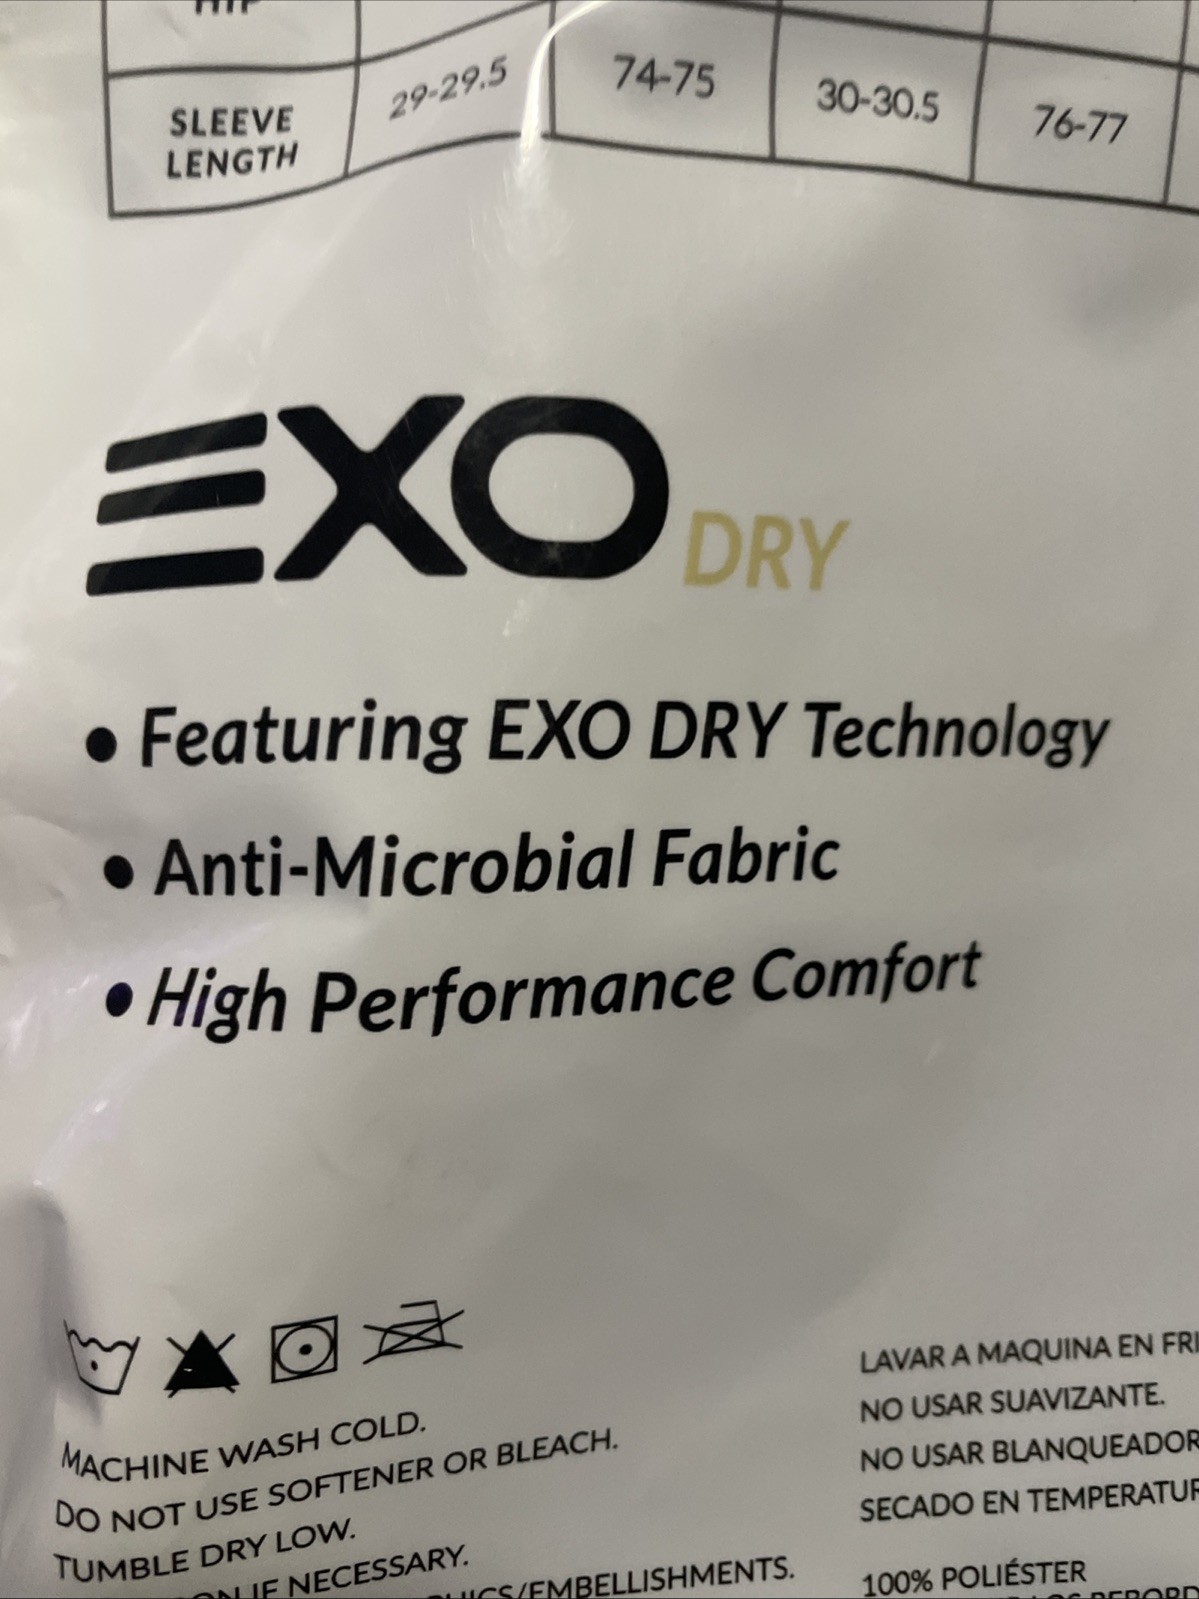 HIP
SLEEVE LENGTH 29-29.5 74-75 30-30.5 76-77
EXO DRY
• Featuring EXO DRY Technology
• Anti-Microbial Fabric
• High Performance Comfort
MACHINE WASH COLD.
DO NOT USE SOFTENER OR BLEACH.
TUMBLE DRY LOW.
IF NECESSARY.
/EMBELLISHMENTS.
LAVAR A MAQUINA EN
NO USAR SUAVIZANTE.
NO USAR BLANQUEADOR
SECADO EN
100% POLIÉSTER